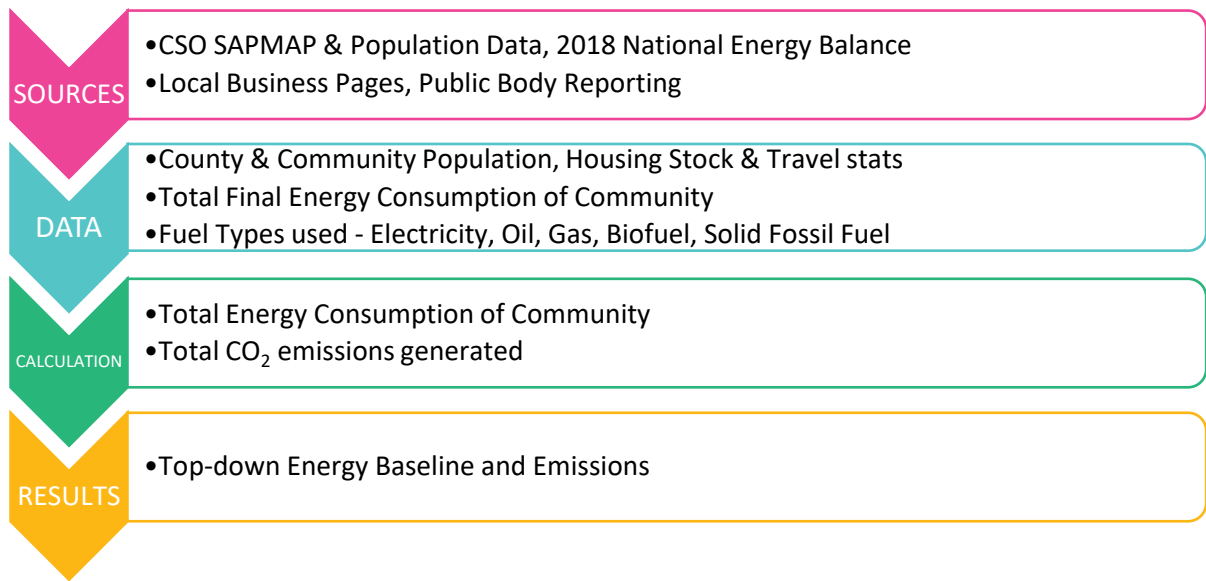 SOURCES
•CSO SAPMAP & Population Data, 2018 National Energy Balance
•Local Business Pages, Public Body Reporting
DATA
•County & Community Population, Housing Stock & Travel stats
•Total Final Energy Consumption of Community
•Fuel Types used - Electricity, Oil, Gas, Biofuel, Solid Fossil Fuel
CALCULATION
•Total Energy Consumption of Community
•Total CO₂ emissions generated
RESULTS
•Top-down Energy Baseline and Emissions